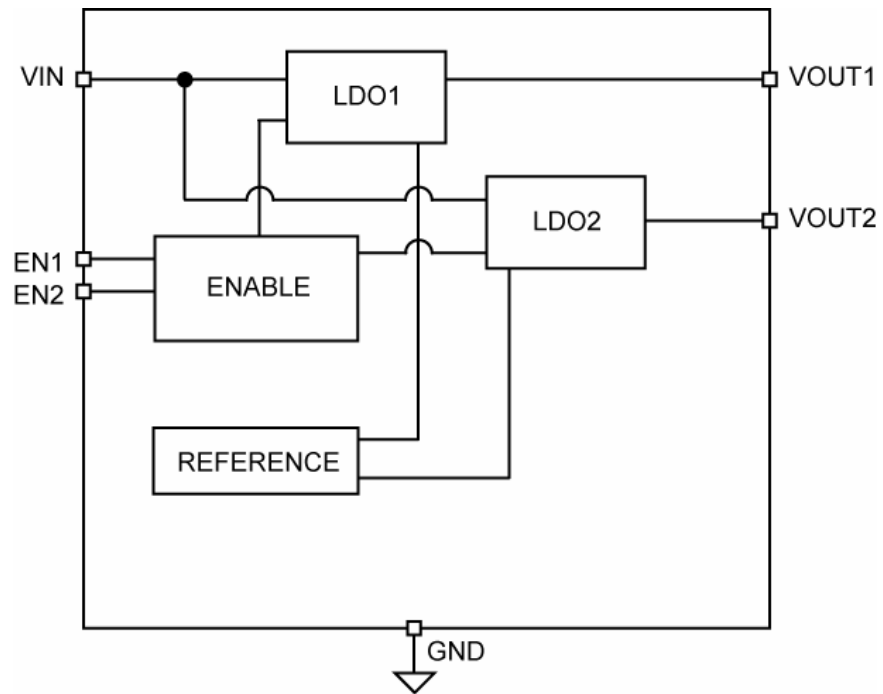 VIN
LDO1
VOUT1
LDO2
VOUT2
EN1
EN2
ENABLE
REFERENCE
GND